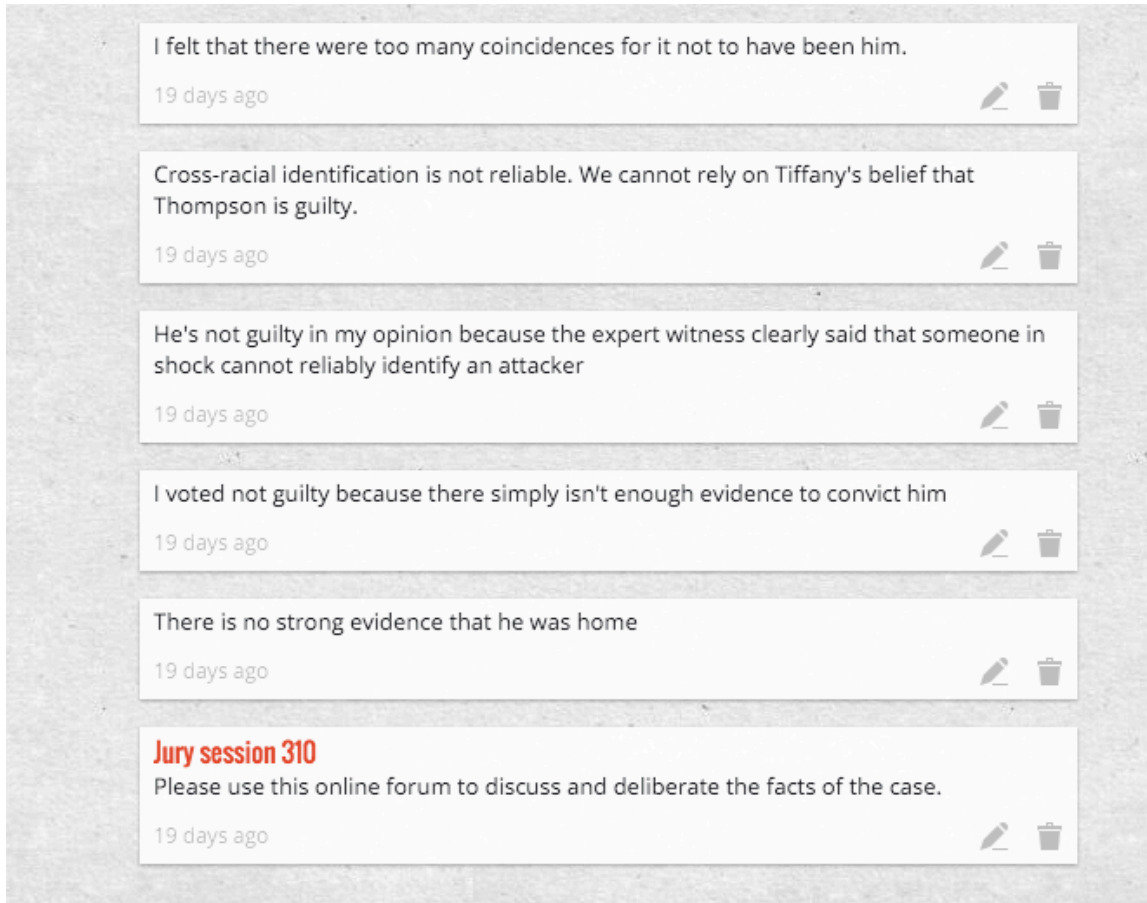 I felt that there were too many coincidences for it not to have been him.
19 days ago
Cross-racial identification is not reliable. We cannot rely on Tiffany's belief that
Thompson is guilty.
19 days ago
He's not guilty in my opinion because the expert witness clearly said that someone in
shock cannot reliably identify an attacker
19 days ago
I voted not guilty because there simply isn't enough evidence to convict him
19 days ago
There is no strong evidence that he was home
19 days ago
Jury session 310
Please use this online forum to discuss and deliberate the facts of the case.
19 days ago